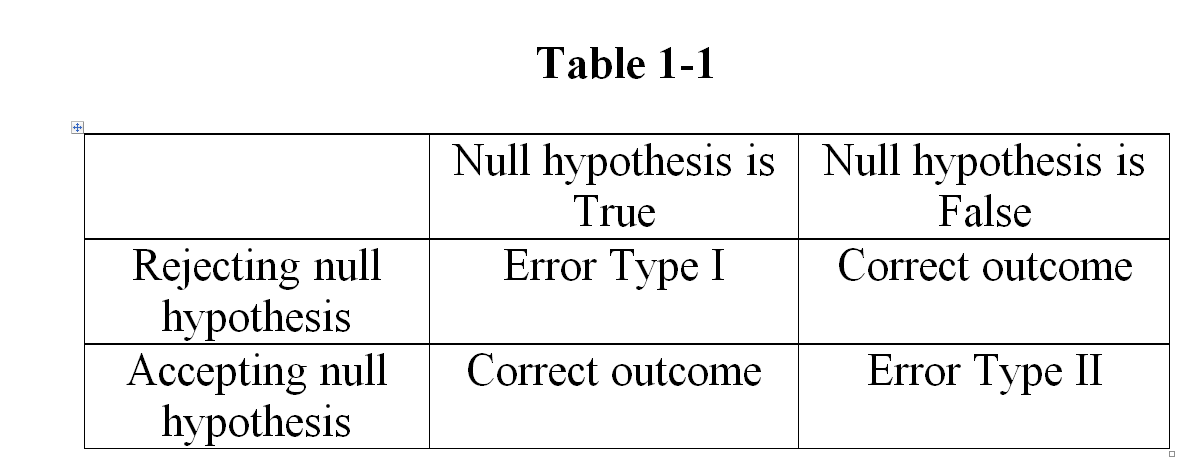 Table 1-1
Null hypothesis is
True
Null hypothesis is
False
Rejecting null
hypothesis
Error Type I
Correct outcome
Accepting null
hypothesis
Correct outcome
Error Type II